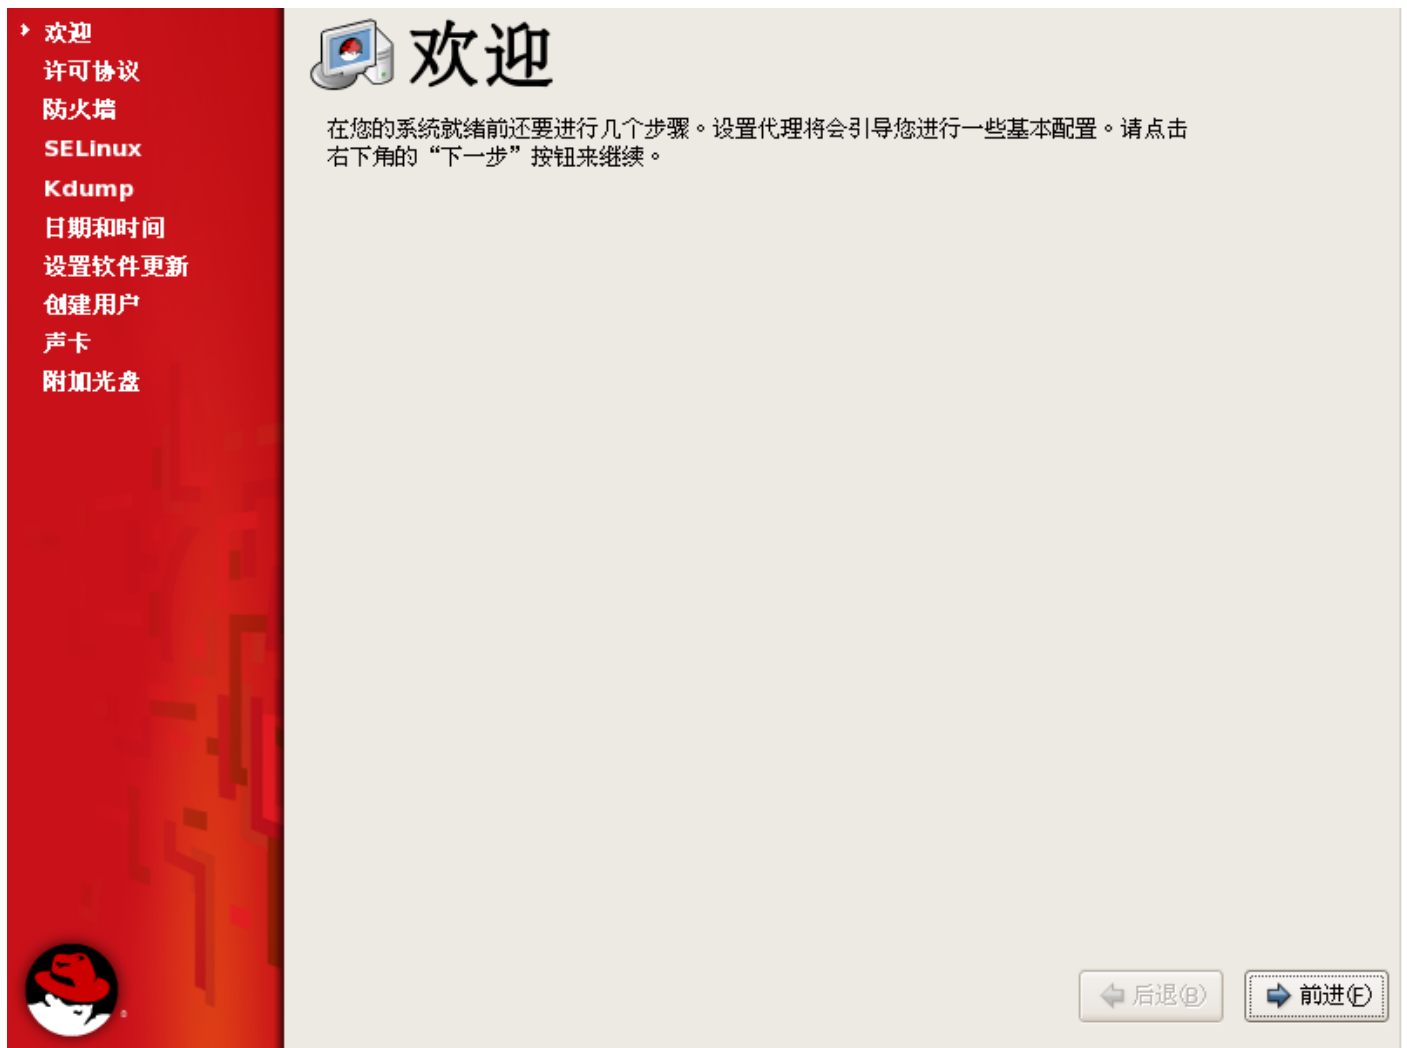 欢迎
许可协议
防火墙
SELinux
Kdump
日期和时间
设置软件更新
创建用户
声卡
附加光盘
欢迎
在您的系统就绪前还要进行几个步骤。设置代理将会引导您进行一些基本配置。请点击
右下角的“下一步”按钮来继续。
后退(B)
前进(F)